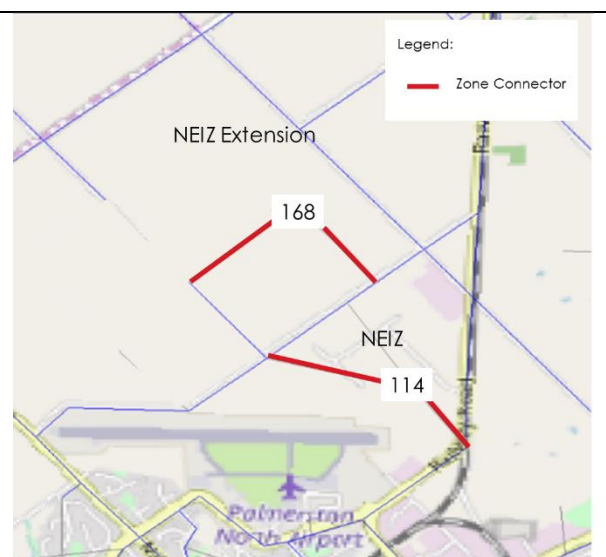 Legend:
Zone Connector
NEIZ Extension
168
NEIZ
114
Palmerston
North Airport